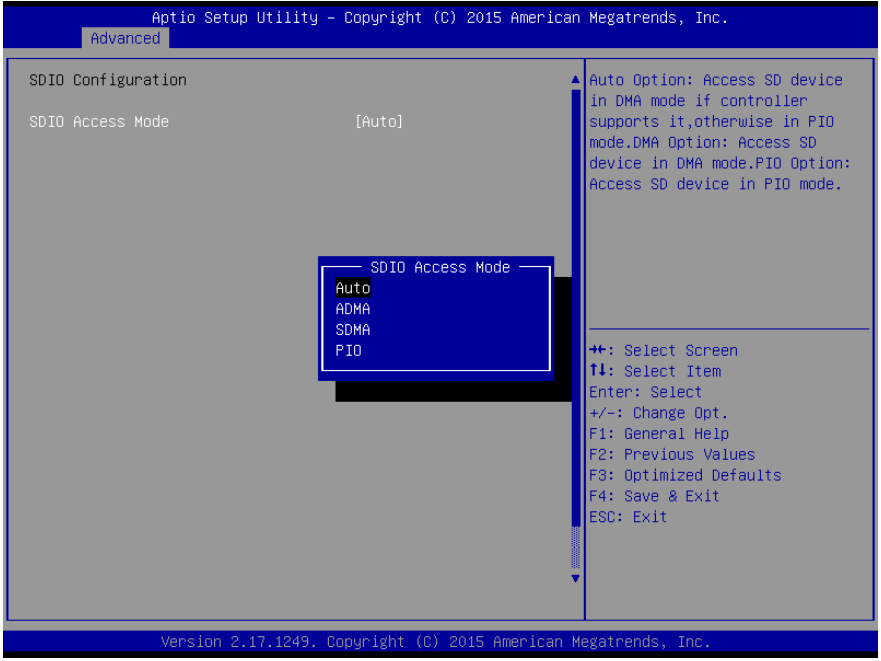 Aptio Setup Utility – Copyright (C) 2015 American Megatrends, Inc.
Advanced
SDIO Configuration
SDIO Access Mode [Auto]
SDIO Access Mode
Auto
ADMA
SDMA
PIO
Auto Option: Access SD device
in DMA mode if controller
supports it,otherwise in PIO
mode.DMA Option: Access SD
device in DMA mode.PIO Option:
Access SD device in PIO mode.
→←: Select Screen
↑↓: Select Item
Enter: Select
+/-: Change Opt.
F1: General Help
F2: Previous Values
F3: Optimized Defaults
F4: Save & Exit
ESC: Exit
Version 2.17.1249. Copyright (C) 2015 American Megatrends, Inc.